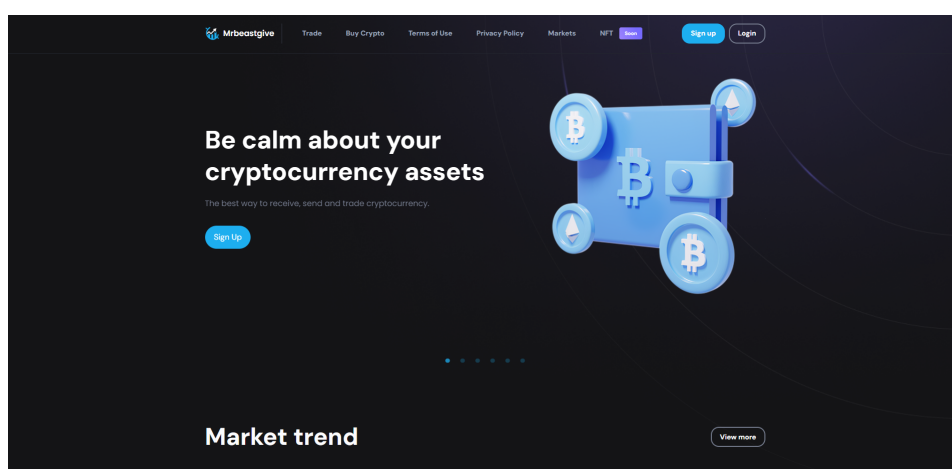 Mrbeastgive
Trade
Buy Crypto
Terms of Use
Privacy Policy
Markets
NFT
Soon
Sign up
Login
Be calm about your
cryptocurrency assets
The best way to receive, send and trade cryptocurrency.
Sign Up
Market trend
View more